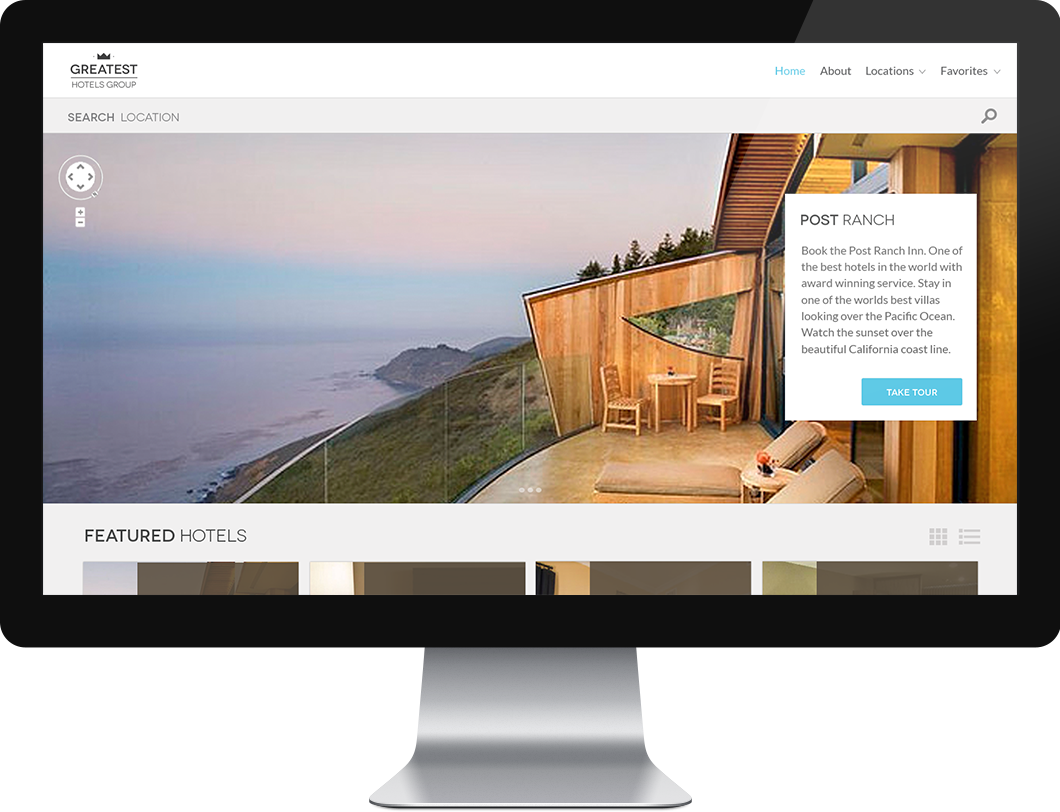 GREATEST
HOTELS GROUP
Home About Locations Favorites
SEARCH LOCATION
POST RANCH
Book the Post Ranch Inn. One of
the best hotels in the world with
award winning service. Stay in
one of the worlds best villas
looking over the Pacific Ocean.
Watch the sunset over the
beautiful California coast line.
TAKE TOUR
FEATURED HOTELS